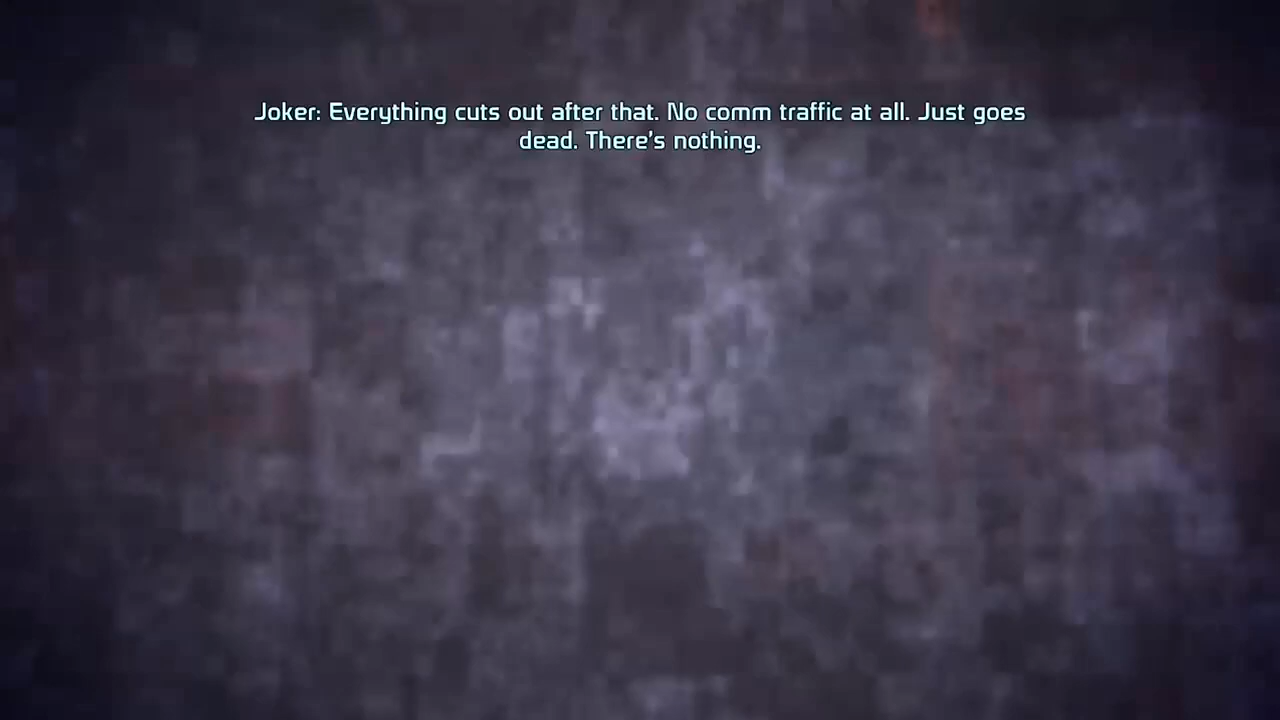 Joker: Everything cuts out after that. No comm traffic at all. Just goes
dead. There's nothing.